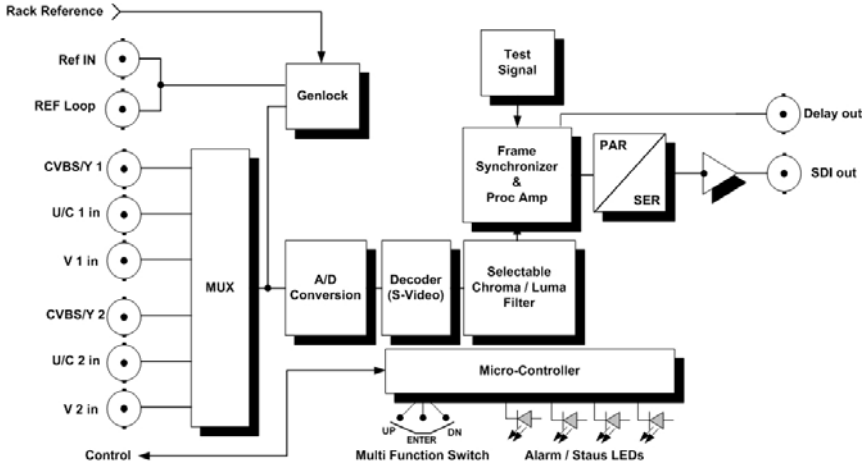 Rack Reference
Ref IN
REF Loop
Genlock
Test
Signal
Delay out
CVBS/Y 1
U/C 1 in
V 1 in
CVBS/Y 2
U/C 2 in
V 2 in
MUX
Frame
Synchronizer
&
Proc Amp
PAR
SER
SDI out
A/D
Conversion
Decoder
(S-Video)
Selectable
Chroma / Luma
Filter
Micro-Controller
UP
ENTER
DN
Control
Multi Function Switch
Alarm / Staus LEDs